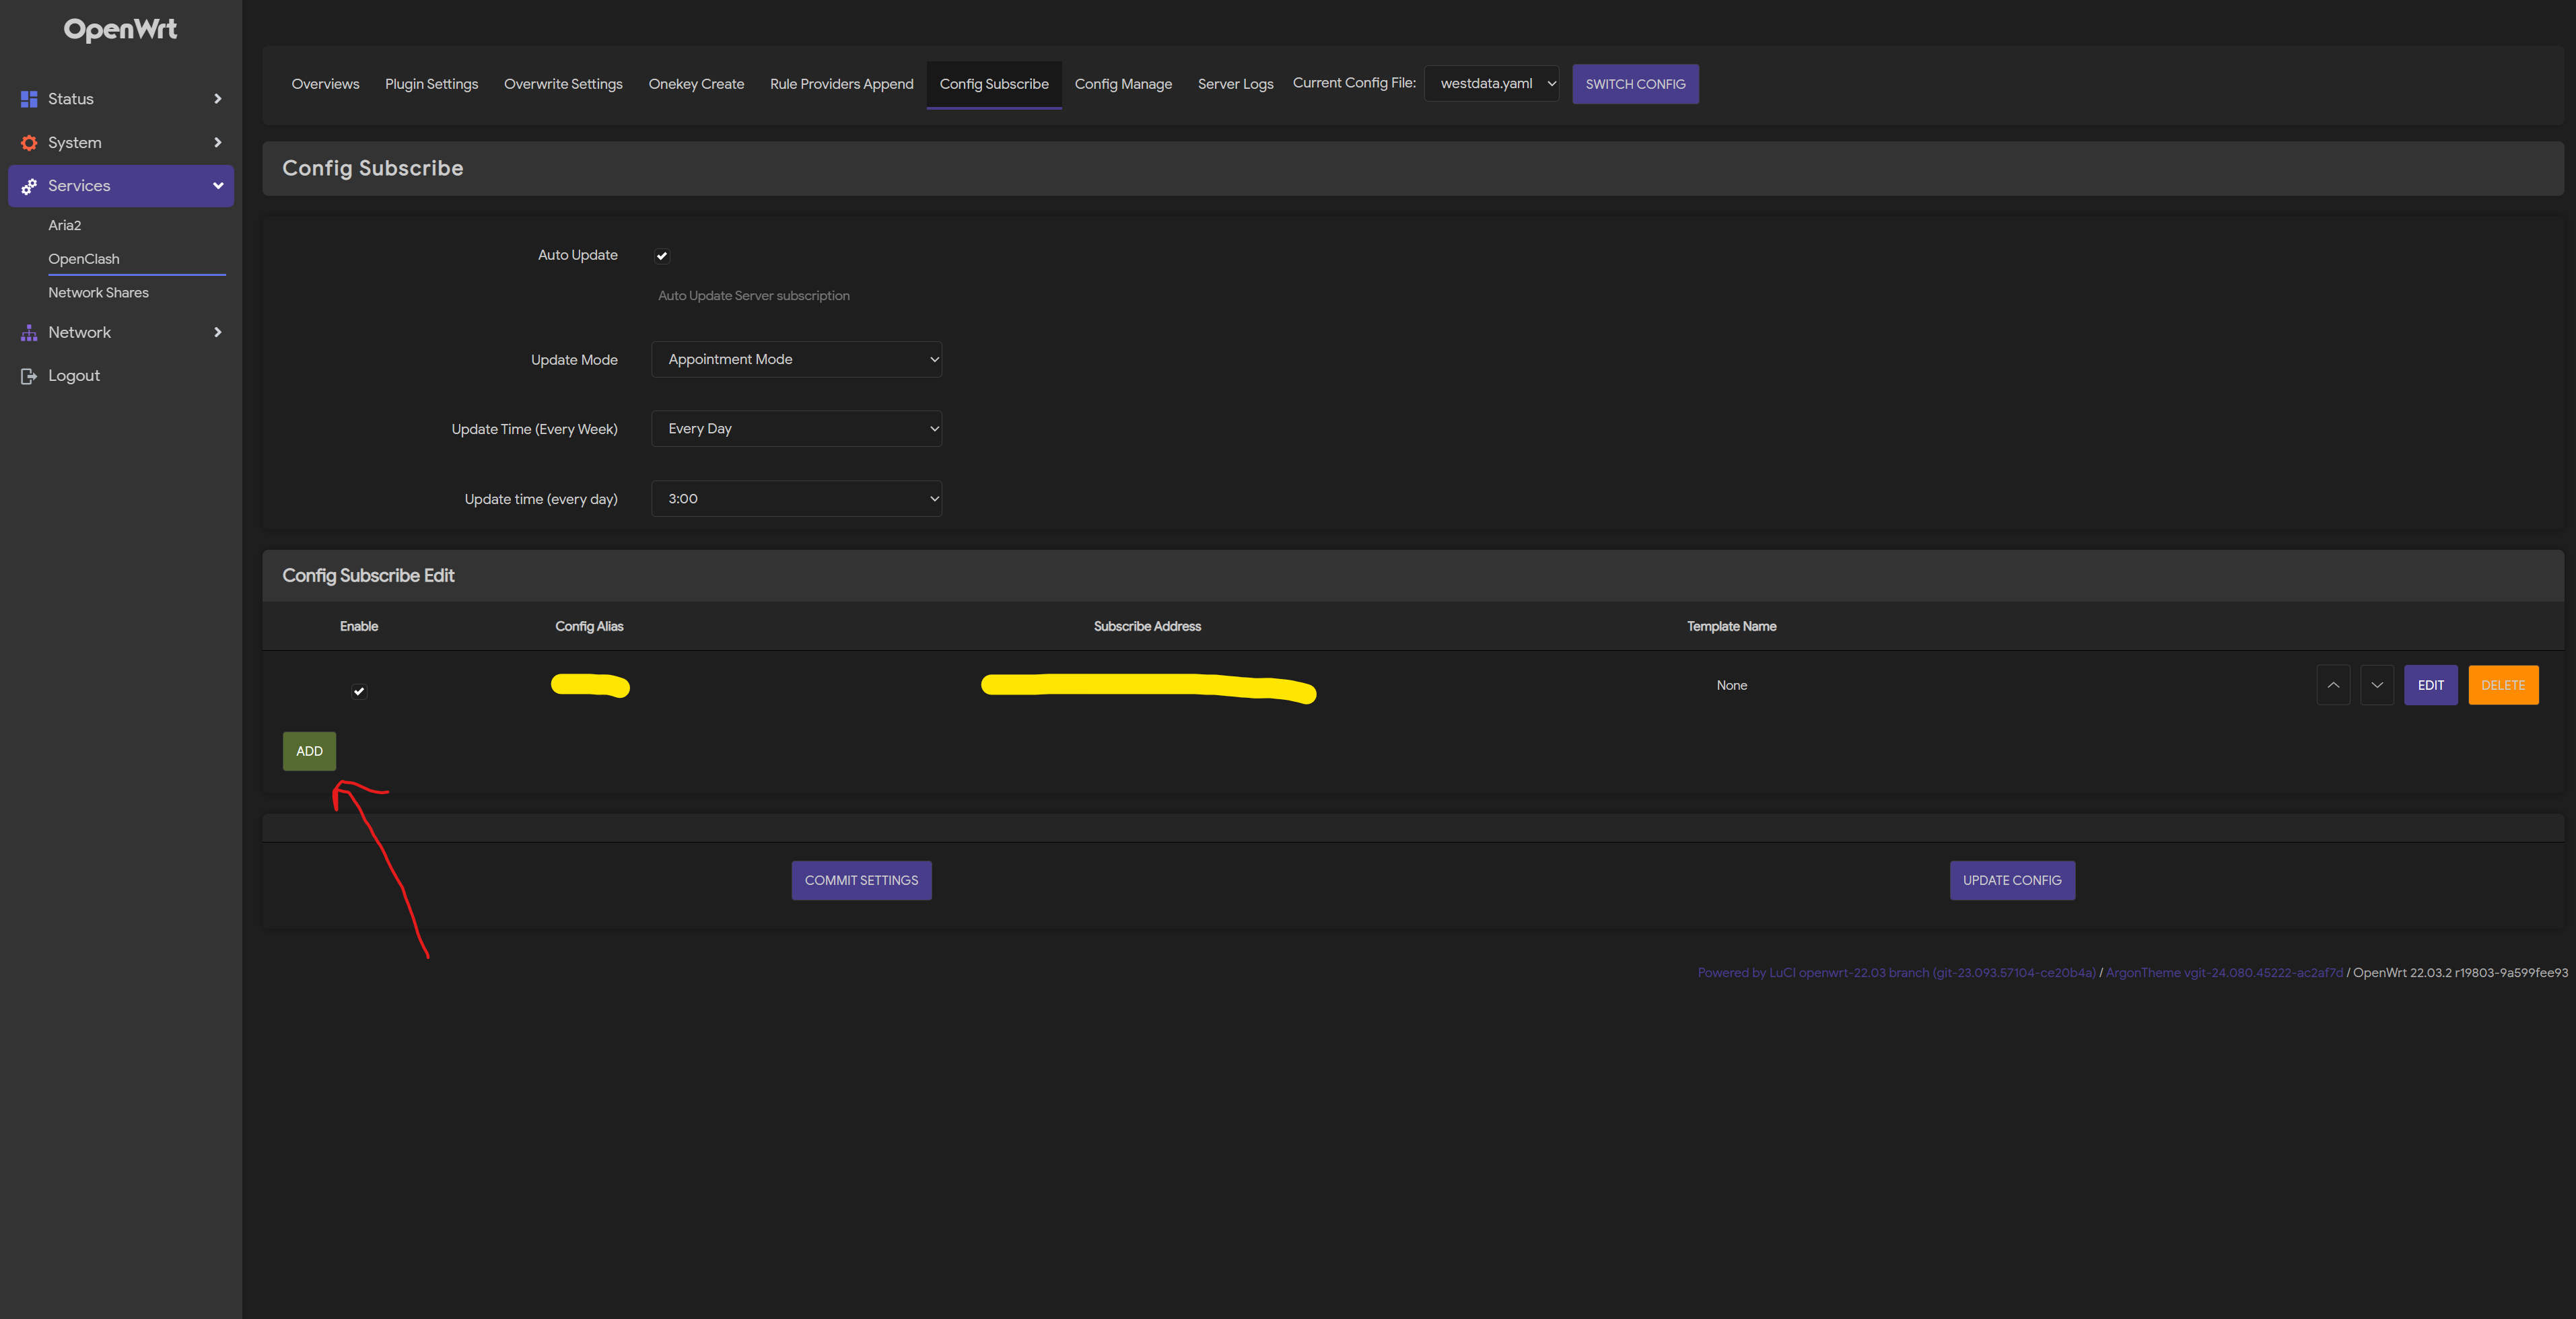 OpenWrt
Status
System
Services
Aria2
OpenClash
Network Shares
Network
Logout
Overviews Plugin Settings Overwrite Settings Onekey Create Rule Providers Append Config Subscribe Config Manage Server Logs Current Config File: westdata.yaml SWITCH CONFIG
Config Subscribe
Auto Update
Auto Update Server subscription
Update Mode Appointment Mode
Update Time (Every Week) Every Day
Update time (every day) 3:00
Config Subscribe Edit
Enable Config Alias Subscribe Address Template Name
None EDIT DELETE
ADD
COMMIT SETTINGS UPDATE CONFIG
Powered by LuCI openwrt-22.03 branch (git-23.093.57104-ce20b4a) / ArgonTheme vgit-24.080.45222-ac2af7d / OpenWrt 22.03.2 r19803-9a599fee93